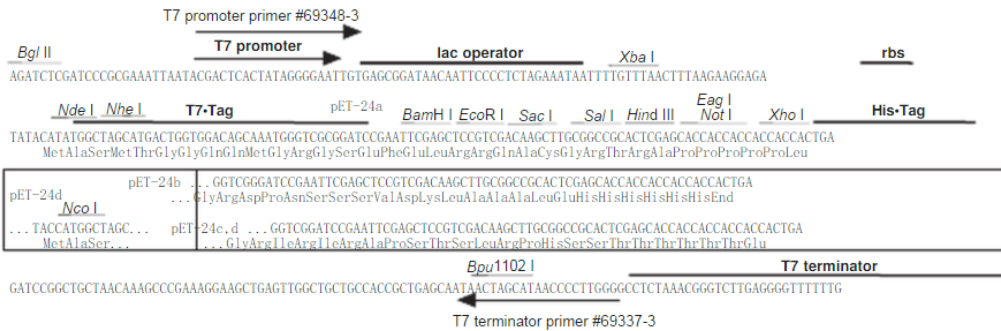 T7 promoter primer #69348-3
Bgl II T7 promoter lac operator Xba I rbs
AGATCTCGATCCCGCGAAATTAATACGACTCACTATAGGGGAATTGTGAGCGGATAACAATTCCCCTCTAGAAATAATTTTGTTTAACTTTAAGAAGGAGA
Nde I Nhe I T7•Tag pET-24a BamH I EcoR I Sac I Sal I Hind III Eag I Not I Xho I His•Tag
TATACATATGGCTAGCATGACTGGTGGACAGCAAATGGGTCGCGGATCCGAATTCGAGCTCCGTCGACAAGCTTGCGGCCGCACTCGAGCACCACCACCACCACCACTGA
MetAlaSerMetThrGlyGlyGlnGlnMetGlyArgGlySerGluPheGluLeuArgArgGlnAlaCysGlyArgThrArgAlaProProProProProLeu
pET-24b ...GGTCGGGATCCGAATTCGAGCTCCGTCGACAAGCTTGCGGCCGCACTCGAGCACCACCACCACCACCACTGA
pET-24d ...GlyArgAspProAsnSerSerSerValAspLysLeuAlaAlaAlaLeuGluHisHisHisHisHisHisEnd
Nco I
...TACCATGGCTAGC... pET-24c,d ...GGTCGGATCCGAATTCGAGCTCCGTCGACAAGCTTGCGGCCGCACTCGAGCACCACCACCACCACCACTGA
MetAlaSer... ...GlyArgIleArgIleArgAlaProSerThrSerLeuArgProHisSerSerThrThrThrThrThrThrGlu
Bpu1102 I T7 terminator
GATCCGGCTGCTAACAAAGCCCGAAAGGAAGCTGAGTTGGCTGCTGCCACCGCTGAGCAATAACTAGCATAACCCCTTGGGGCCTCTAAACGGGTCTTGAGGGGTTTTTTG
T7 terminator primer #69337-3